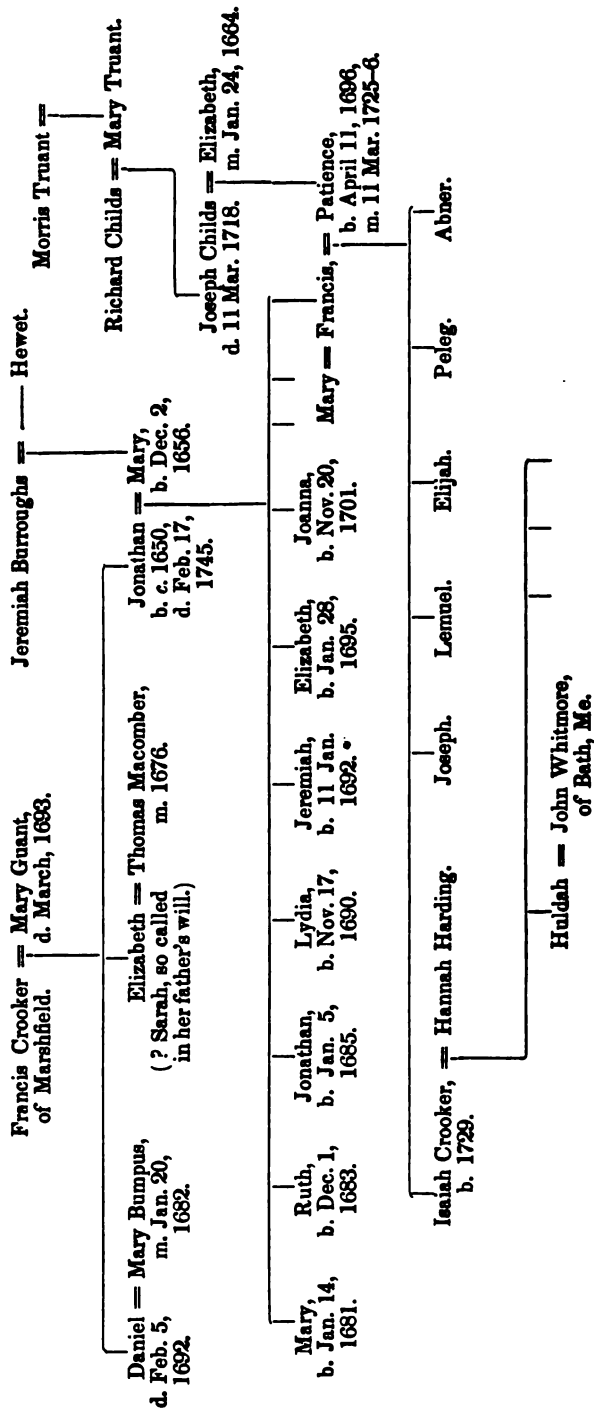 Francis Crooker = Mary Guant,
of Marshfield.
d. March, 1693.
Jeremiah Burroughs = —— Hewet.
Morris Truant =
Richard Childs = Mary Truant.
Daniel = Mary Bumpus,
d. Feb. 5,
1692.
m. Jan. 20,
1682.
Elizabeth = Thomas Macomber,
(? Sarah, so called
in her father's will.)
m. 1676.
Jonathan = Mary,
b. c. 1650,
d. Feb. 17,
1745.
b. Dec. 2,
1656.
Joseph Childs = Elizabeth,
d. 11 Mar. 1718.
m. Jan. 24, 1664.
Mary,
b. Jan. 14,
1681.
Ruth,
b. Dec. 1,
1683.
Jonathan,
b. Jan. 5,
1685.
Lydia,
b. Nov. 17,
1690.
Jeremiah,
b. 11 Jan.
1692.
Elizabeth,
b. Jan. 28,
1695.
Joanna,
b. Nov. 20,
1701.
Mary = Francis, = Patience,
b. April 11, 1696,
m. 11 Mar. 1725-6.
Isaiah Crooker, = Hannah Harding.
b. 1729.
Joseph.
Lemuel.
Elijah.
Peleg.
Abner.
Huldah = John Whitmore,
of Bath, Me.